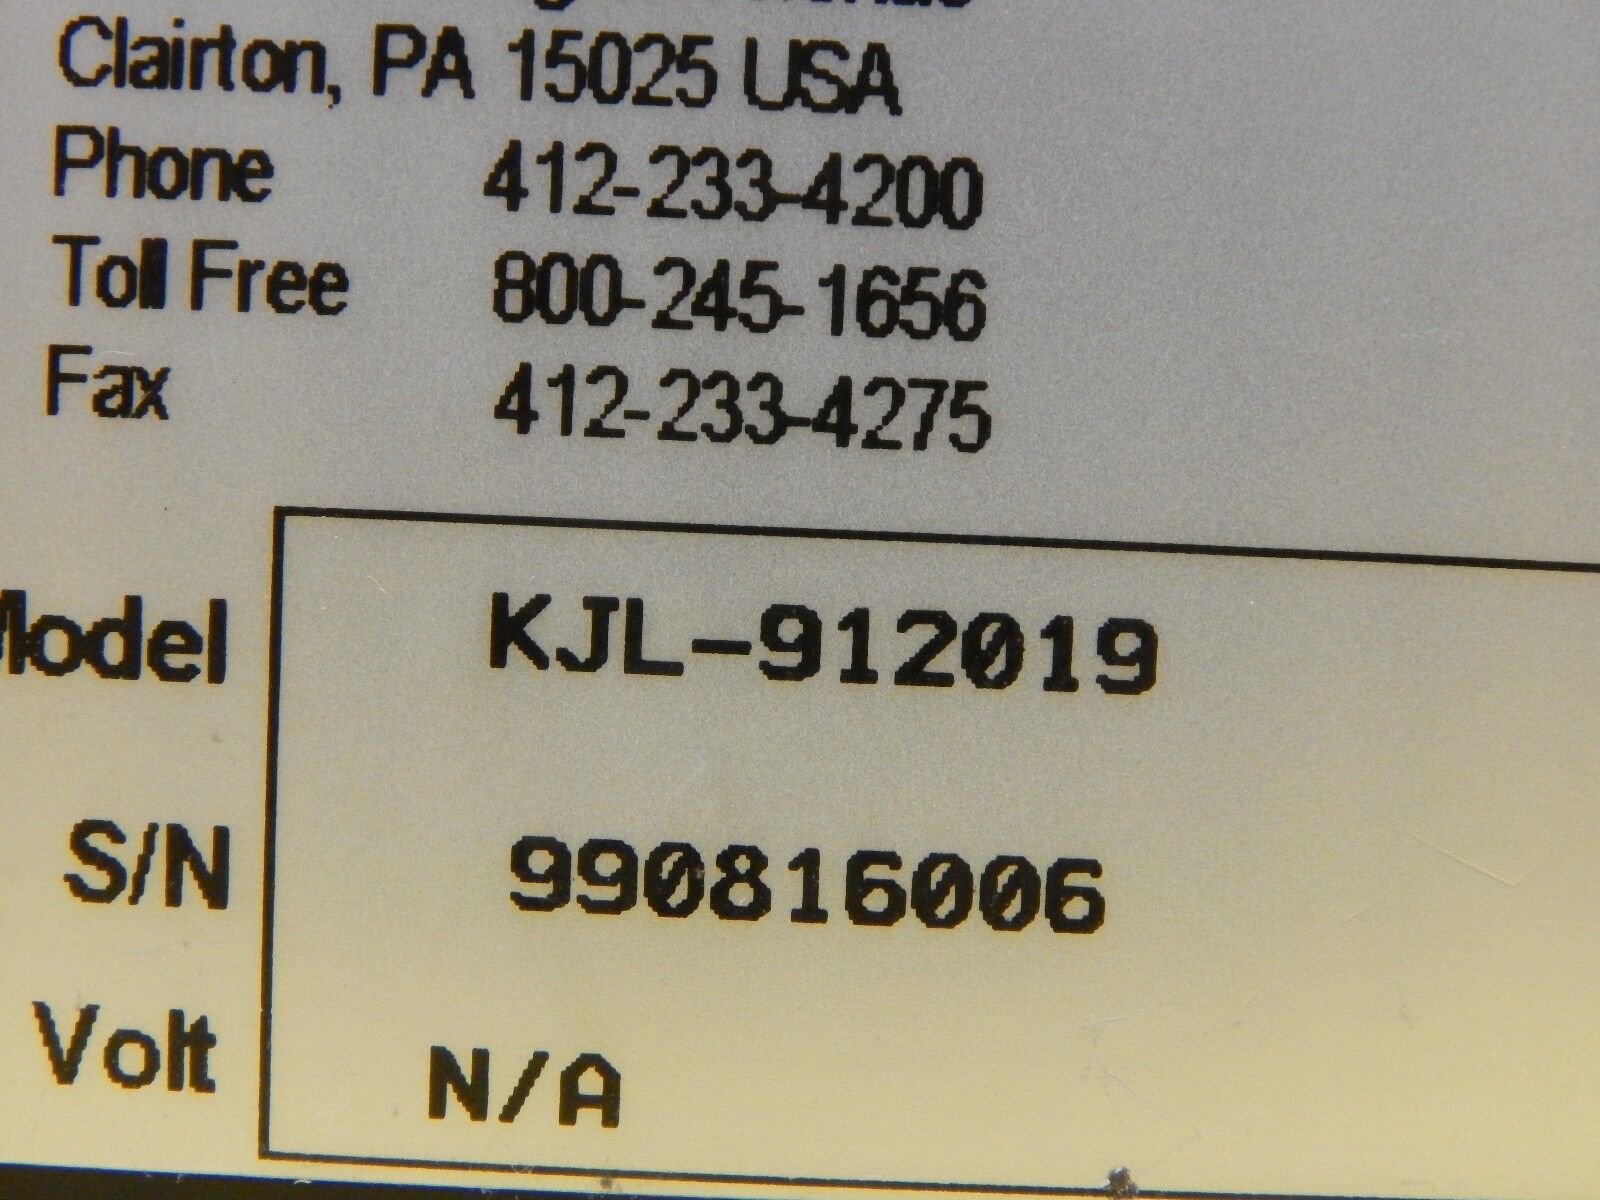 Clairton, PA 15025 USA
Phone 412-233-4200
Toll Free 800-245-1656
Fax 412-233-4275
Model KJL-912019
S/N 990816006
Volt N/A